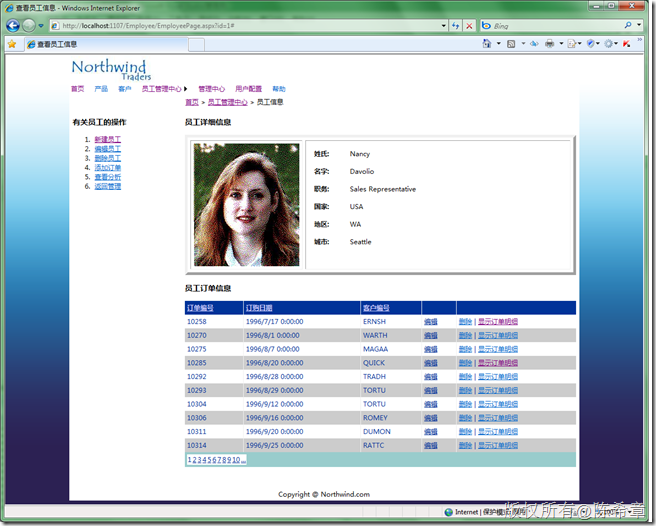 查看员工信息 - Windows Internet Explorer
http://localhost:1107/Employee/EmployeePage.aspx?id=1#
Bing
查看员工信息
Northwind
Traders
首页 产品 客户 员工管理中心 管理中心 用户配置 帮助
首页 > 员工管理中心 > 员工信息
有关员工的操作
1. 新建员工
2. 编辑员工
3. 删除员工
4. 添加订单
5. 查看分析
6. 返回管理
员工详细信息
姓氏: Nancy
名字: Davolio
职务: Sales Representative
国家: USA
地区: WA
城市: Seattle
员工订单信息
订单编号 订购日期 客户编号
10258 1996/7/17 0:00:00 ERNSH 编辑 删除 | 显示订单明细
10270 1996/8/1 0:00:00 WARTH 编辑 删除 | 显示订单明细
10275 1996/8/7 0:00:00 MAGAA 编辑 删除 | 显示订单明细
10285 1996/8/20 0:00:00 QUICK 编辑 删除 | 显示订单明细
10292 1996/8/28 0:00:00 TRADH 编辑 删除 | 显示订单明细
10293 1996/8/29 0:00:00 TORTU 编辑 删除 | 显示订单明细
10304 1996/9/12 0:00:00 TORTU 编辑 删除 | 显示订单明细
10306 1996/9/16 0:00:00 ROMEY 编辑 删除 | 显示订单明细
10311 1996/9/20 0:00:00 DUMON 编辑 删除 | 显示订单明细
10314 1996/9/25 0:00:00 RATTC 编辑 删除 | 显示订单明细
1 2 3 4 5 6 7 8 9 10 ...
Copyright @ Northwind.com
Internet | 保护模式:
版权所有@陈希章